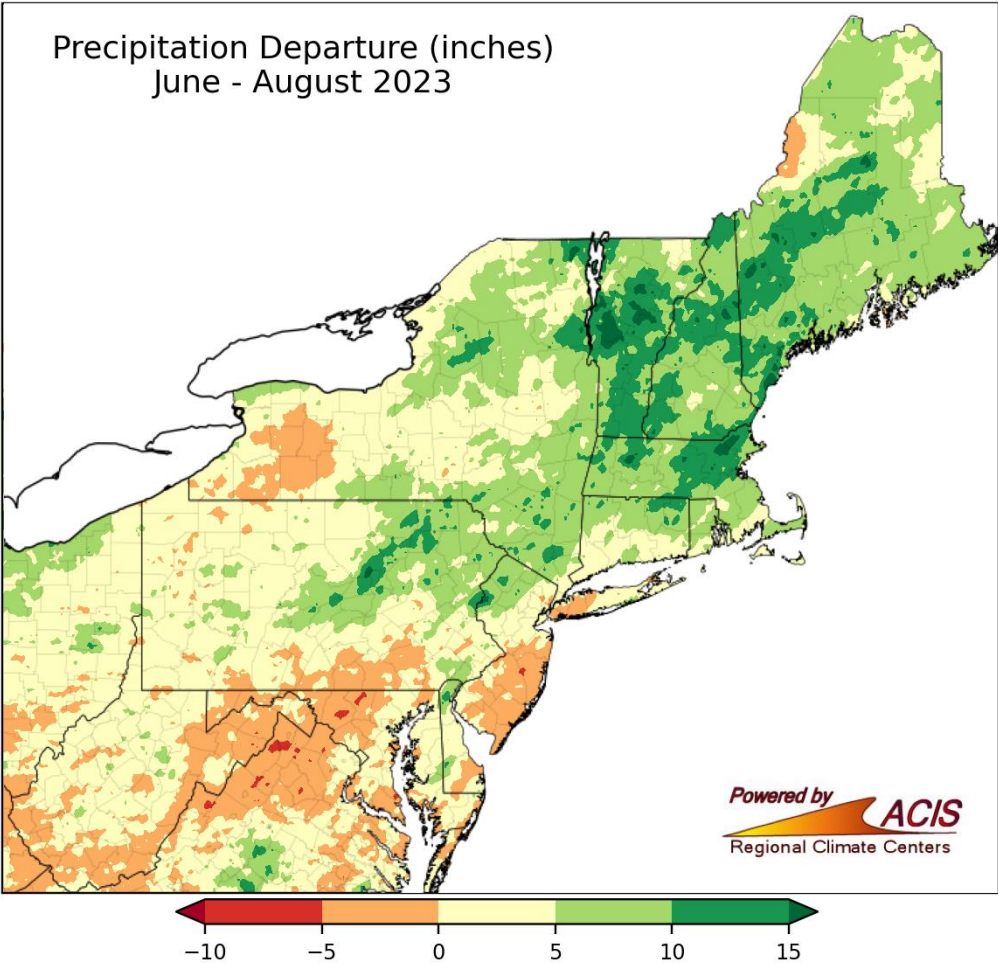 Precipitation Departure (inches)
June - August 2023
Powered by
ACIS
Regional Climate Centers
−10 −5 0 5 10 15